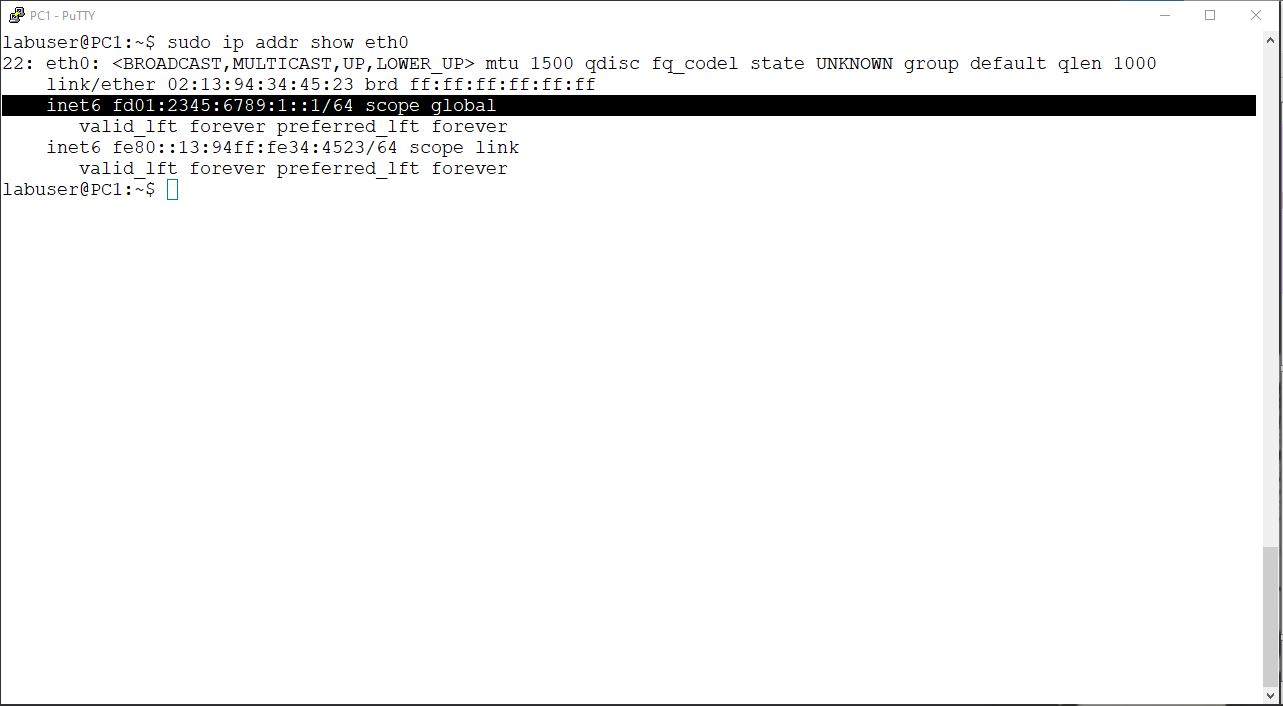 PC1 - PuTTY
labuser@PC1:~$ sudo ip addr show eth0
22: eth0: <BROADCAST,MULTICAST,UP,LOWER_UP> mtu 1500 qdisc fq_codel state UNKNOWN group default qlen 1000
    link/ether 02:13:94:34:45:23 brd ff:ff:ff:ff:ff:ff
    inet6 fd01:2345:6789:1::1/64 scope global
       valid_lft forever preferred_lft forever
    inet6 fe80::13:94ff:fe34:4523/64 scope link
       valid_lft forever preferred_lft forever
labuser@PC1:~$